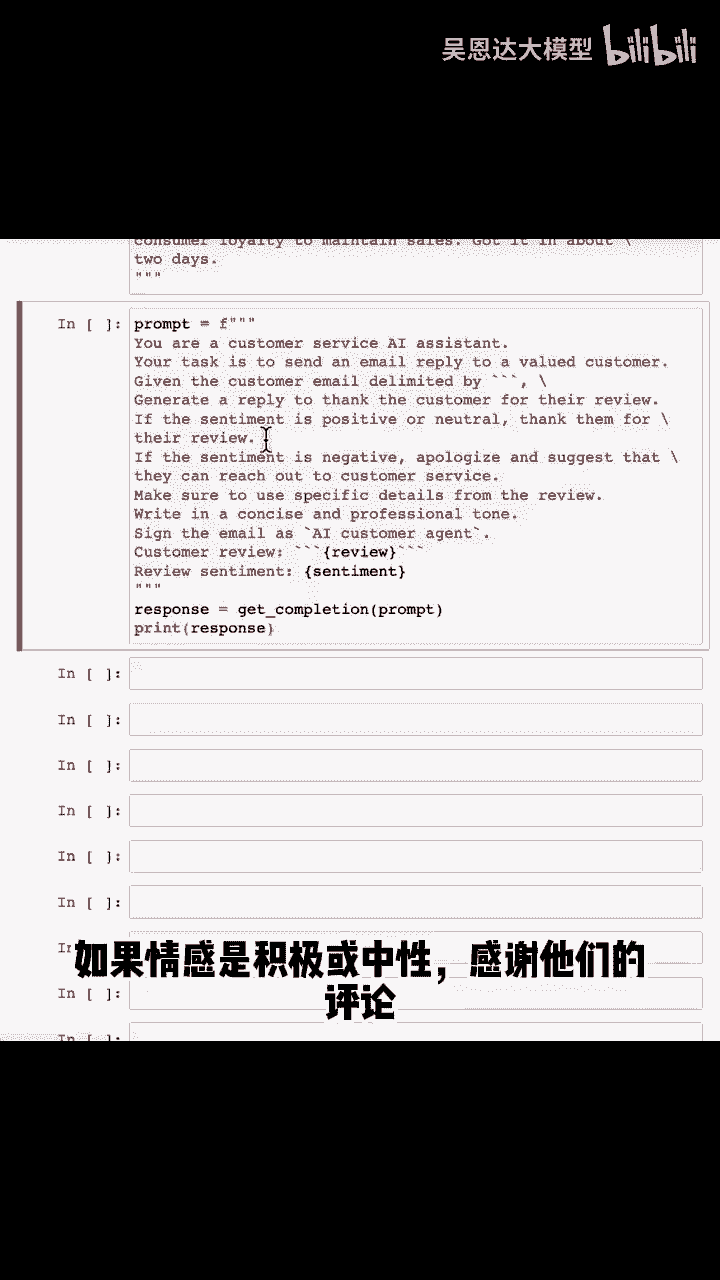 吴恩达大模型 bilibili
consumer loyalty to maintain sales. Got it in about \
two days.
"""
In [ ]: prompt = f"""
You are a customer service AI assistant.
Your task is to send an email reply to a valued customer.
Given the customer email delimited by ```, \
Generate a reply to thank the customer for their review.
If the sentiment is positive or neutral, thank them for \
their review.
If the sentiment is negative, apologize and suggest that \
they can reach out to customer service.
Make sure to use specific details from the review.
Write in a concise and professional tone.
Sign the email as `AI customer agent`.
Customer review: ```{review}```
Review sentiment: {sentiment}
"""
response = get_completion(prompt)
print(response)
In [ ]:
In [ ]:
In [ ]:
In [ ]:
In [ ]:
In [ ]:
In
如果情感是积极或中性，感谢他们的
In [ ]:
评论
In [ ]: